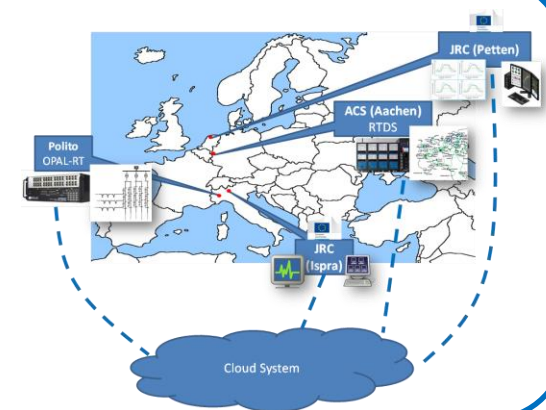 JRC (Petten)
ACS (Aachen)
RTDS
Polito
OPAL-RT
JRC
(Ispra)
Cloud System